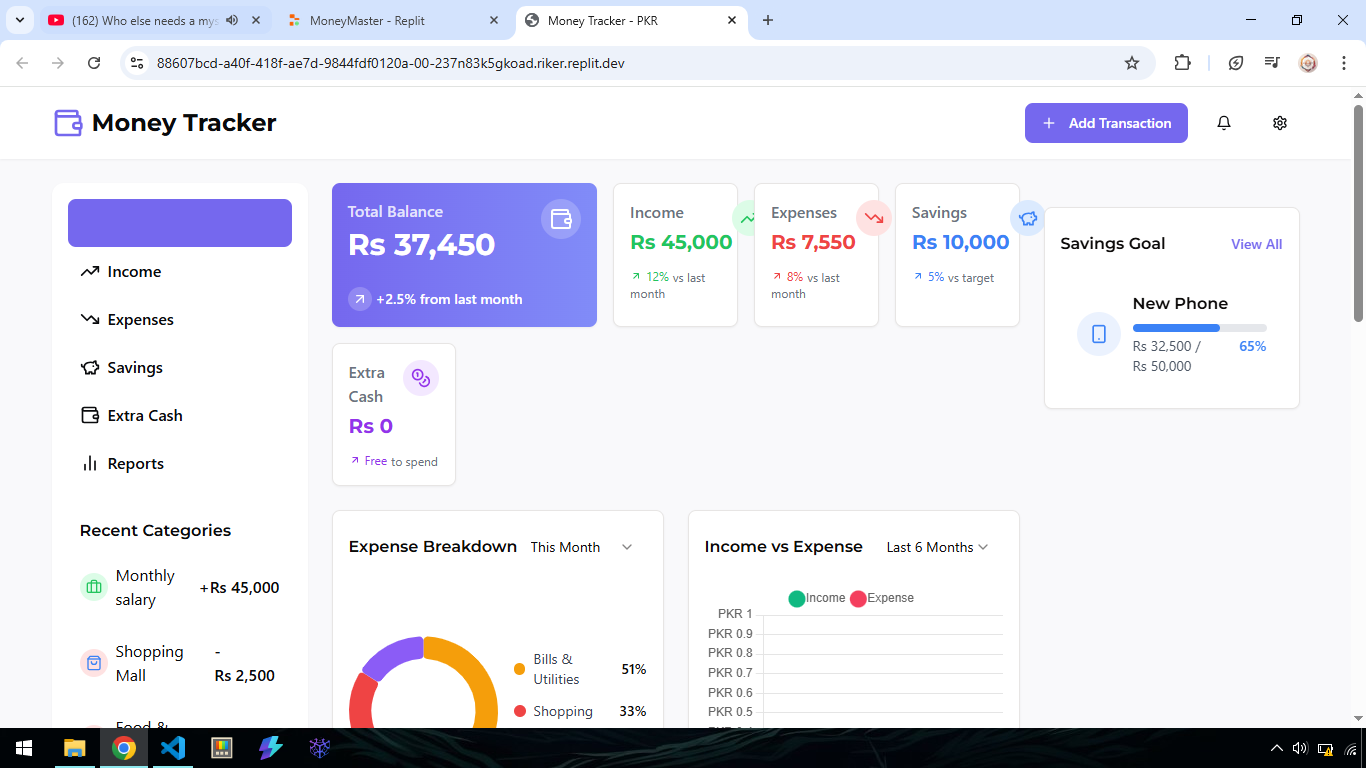 (162) Who else needs a mys
MoneyMaster - Replit
Money Tracker - PKR
88607bcd-a40f-418f-ae7d-9844fdf0120a-00-237n83k5gkoad.riker.replit.dev
Money Tracker
Add Transaction
Income
Expenses
Savings
Extra Cash
Reports
Recent Categories
Monthly
salary
+Rs 45,000
Shopping
Mall
-
Rs 2,500
Food &
Total Balance
Rs 37,450
+2.5% from last month
Income
Rs 45,000
12% vs last
month
Expenses
Rs 7,550
8% vs last
month
Savings
Rs 10,000
5% vs target
Extra
Cash
Rs 0
Free to spend
Savings Goal
View All
New Phone
Rs 32,500 /
Rs 50,000
65%
Expense Breakdown
This Month
Bills &
Utilities
51%
Shopping
33%
Income vs Expense
Last 6 Months
Income
Expense
PKR 1
PKR 0.9
PKR 0.8
PKR 0.7
PKR 0.6
PKR 0.5